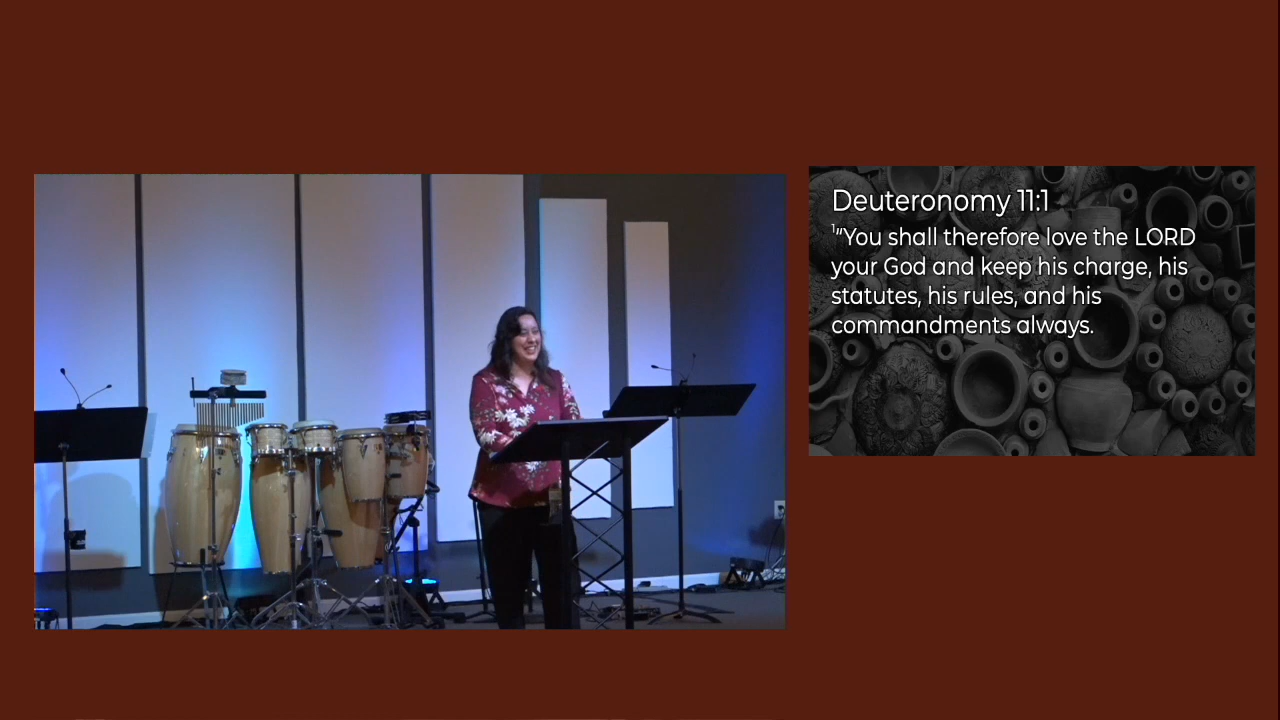 Deuteronomy 11:1
1"You shall therefore love the LORD
your God and keep his charge, his
statutes, his rules, and his
commandments always.